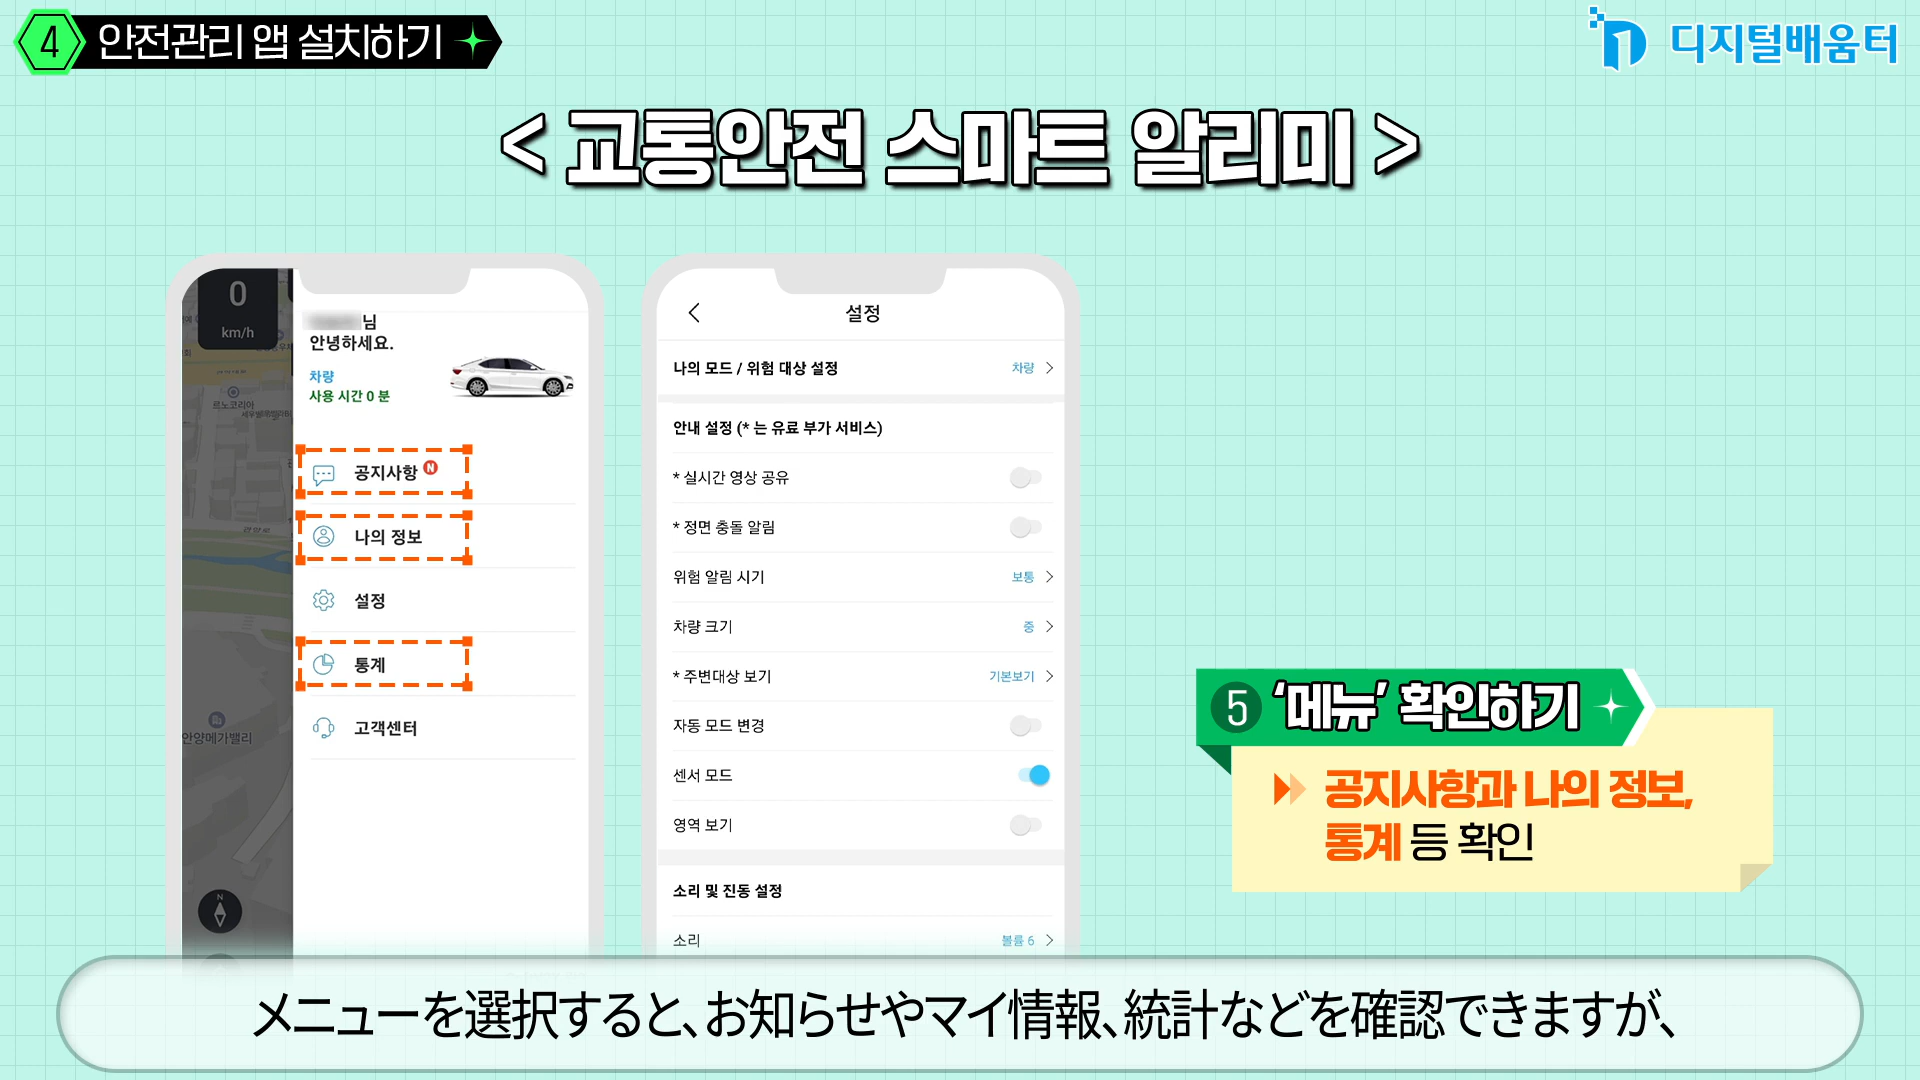 4 안전관리 앱 설치하기
디지털배움터
< 교통안전 스마트 알리미 >
0
km/h
르노코리아
안양메가밸리
N
님
안녕하세요.
차량
사용 시간 0 분
공지사항 N
나의 정보
설정
통계
고객센터
설정
나의 모드 / 위험 대상 설정 차량
안내 설정 (* 는 유료 부가 서비스)
* 실시간 영상 공유
* 정면 충돌 알림
위험 알림 시기 보통
차량 크기 중
* 주변대상 보기 기본보기
자동 모드 변경
센서 모드
영역 보기
소리 및 진동 설정
소리 볼륨 6
5 '메뉴' 확인하기
공지사항과 나의 정보,
통계 등 확인
メニューを選択すると、お知らせやマイ情報、統計などを確認できますが、